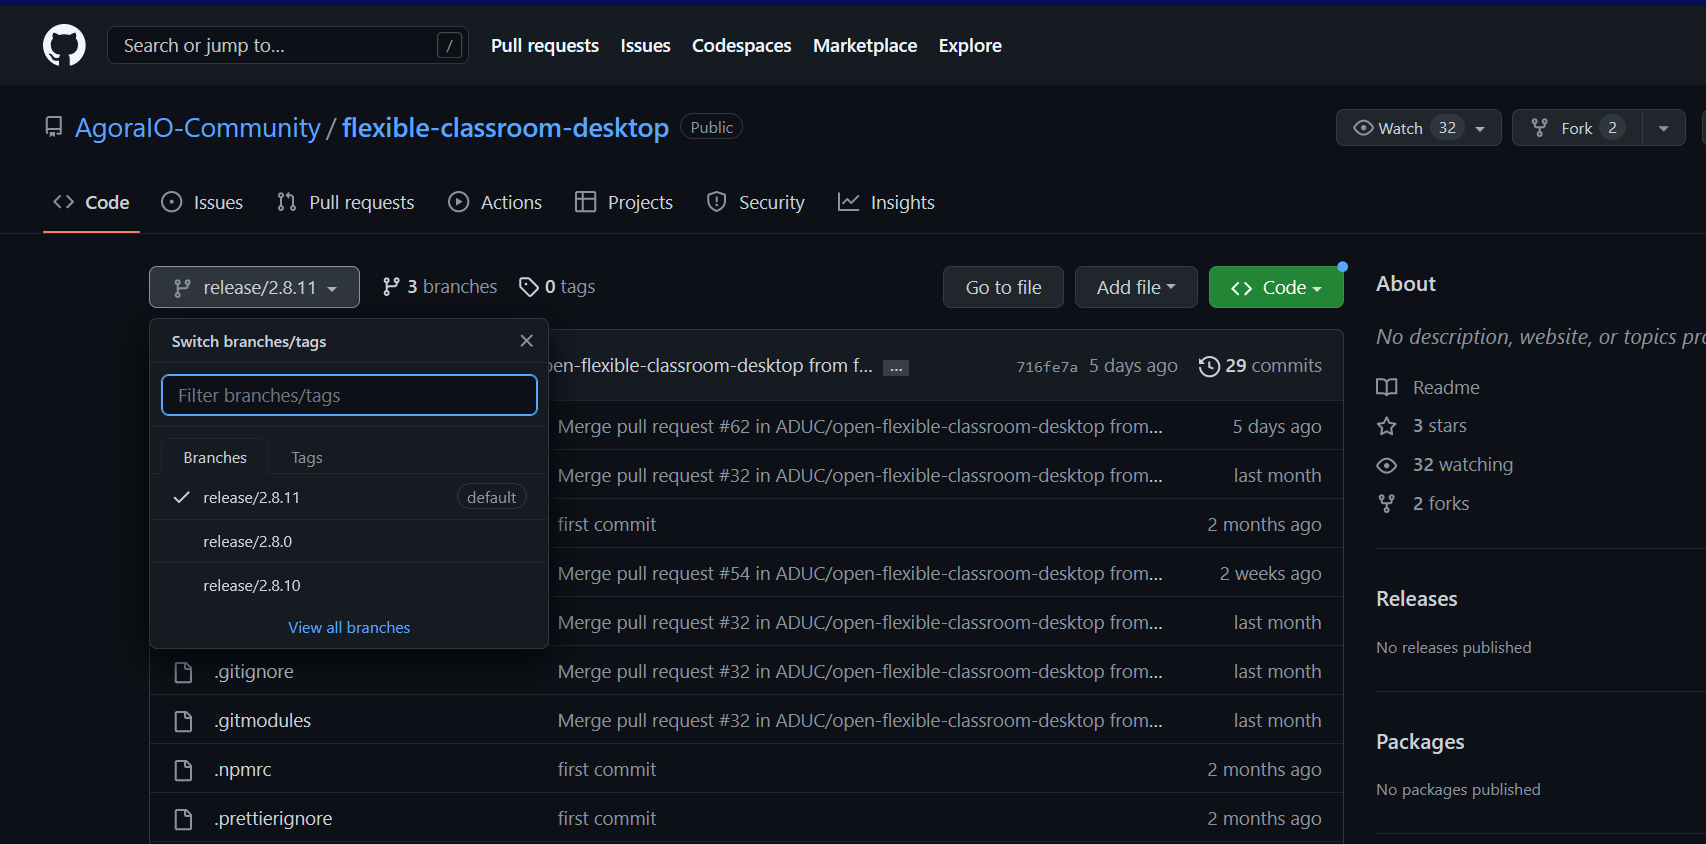 Search or jump to... /
Pull requests Issues Codespaces Marketplace Explore
AgoraIO-Community / flexible-classroom-desktop Public
Watch 32 Fork 2
Code Issues Pull requests Actions Projects Security Insights
release/2.8.11 3 branches 0 tags Go to file Add file Code
Switch branches/tags
Filter branches/tags
Branches Tags
release/2.8.11 default
release/2.8.0
release/2.8.10
View all branches
pen-flexible-classroom-desktop from f... ... 716fe7a 5 days ago 29 commits
Merge pull request #62 in ADUC/open-flexible-classroom-desktop from... 5 days ago
Merge pull request #32 in ADUC/open-flexible-classroom-desktop from... last month
first commit 2 months ago
Merge pull request #54 in ADUC/open-flexible-classroom-desktop from... 2 weeks ago
Merge pull request #32 in ADUC/open-flexible-classroom-desktop from... last month
.gitignore Merge pull request #32 in ADUC/open-flexible-classroom-desktop from... last month
.gitmodules Merge pull request #32 in ADUC/open-flexible-classroom-desktop from... last month
.npmrc first commit 2 months ago
.prettierignore first commit 2 months ago
About
No description, website, or topics pro
Readme
3 stars
32 watching
2 forks
Releases
No releases published
Packages
No packages published